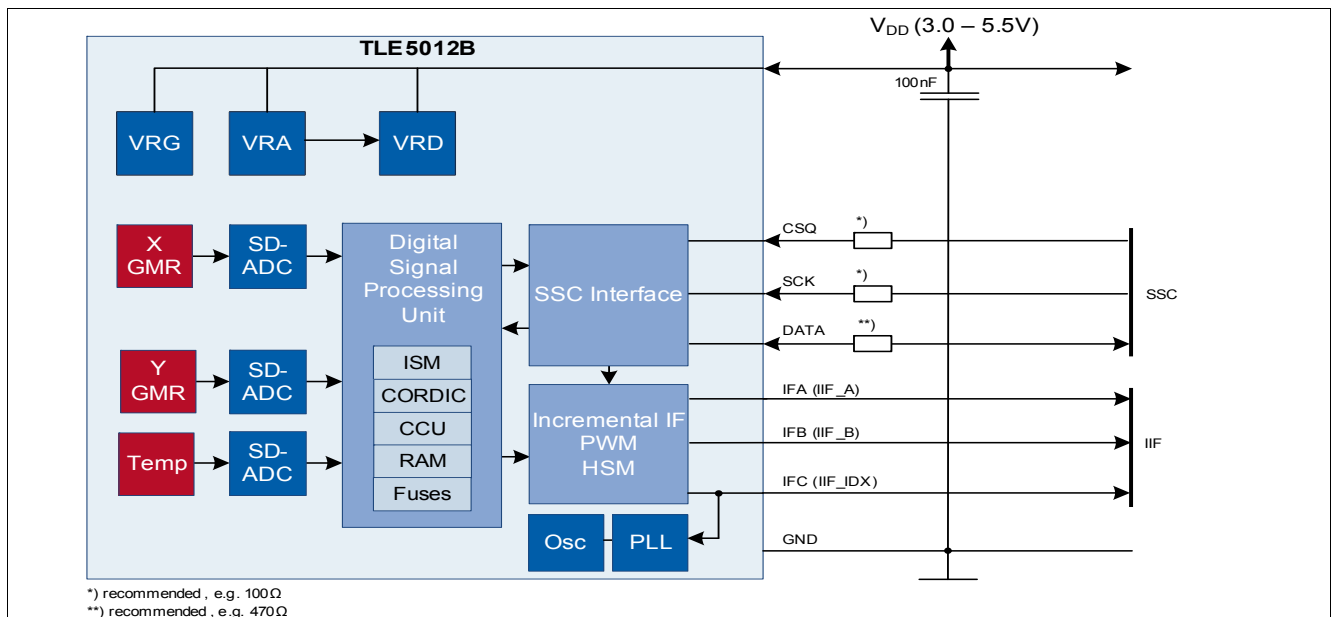 V_DD (3.0 – 5.5V)
TLE5012B
100nF
VRG
VRA
VRD
X
GMR
SD-
ADC
Digital
Signal
Processing
Unit
SSC Interface
CSQ
*)
SCK
*)
DATA
**)
SSC
Y
GMR
SD-
ADC
ISM
CORDIC
CCU
RAM
Fuses
Incremental IF
PWM
HSM
IFA (IIF_A)
IFB (IIF_B)
IFC (IIF_IDX)
IIF
Temp
SD-
ADC
Osc
PLL
GND
*) recommended , e.g. 100Ω
**) recommended , e.g. 470Ω